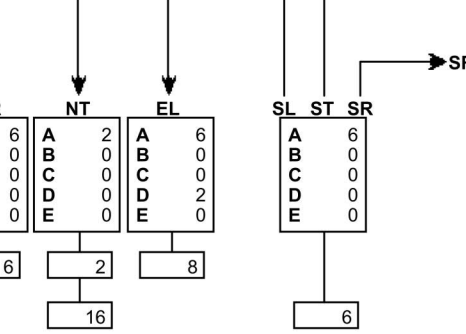 SR
NT EL SL ST SR
6 A 2 A 6 A 6
0 B 0 B 0 B 0
0 C 0 C 0 C 0
0 D 0 D 2 D 0
0 E 0 E 0 E 0
6 2 8
16 6